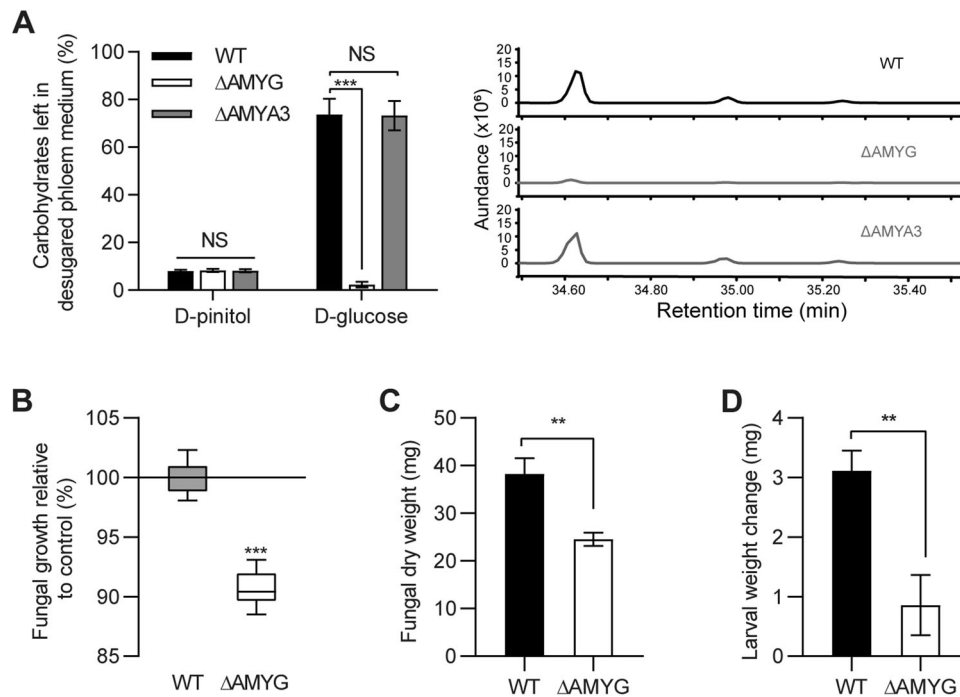 A
Carbohydrates left in
desugared phloem medium (%)
100
80
60
40
20
0
WT
ΔAMYG
ΔAMYA3
NS
***
NS
D-pinitol
D-glucose
Aundance (x10⁶)
20
15
10
5
0
WT
20
15
10
5
0
ΔAMYG
20
15
10
5
0
ΔAMYA3
34.60 34.80 35.00 35.20 35.40
Retention time (min)
B
Fungal growth relative
to control (%)
105
100
95
90
85
***
WT ΔAMYG
C
Fungal dry weight (mg)
50
40
30
20
10
0
**
WT ΔAMYG
D
Larval weight change (mg)
4
3
2
1
0
**
WT ΔAMYG